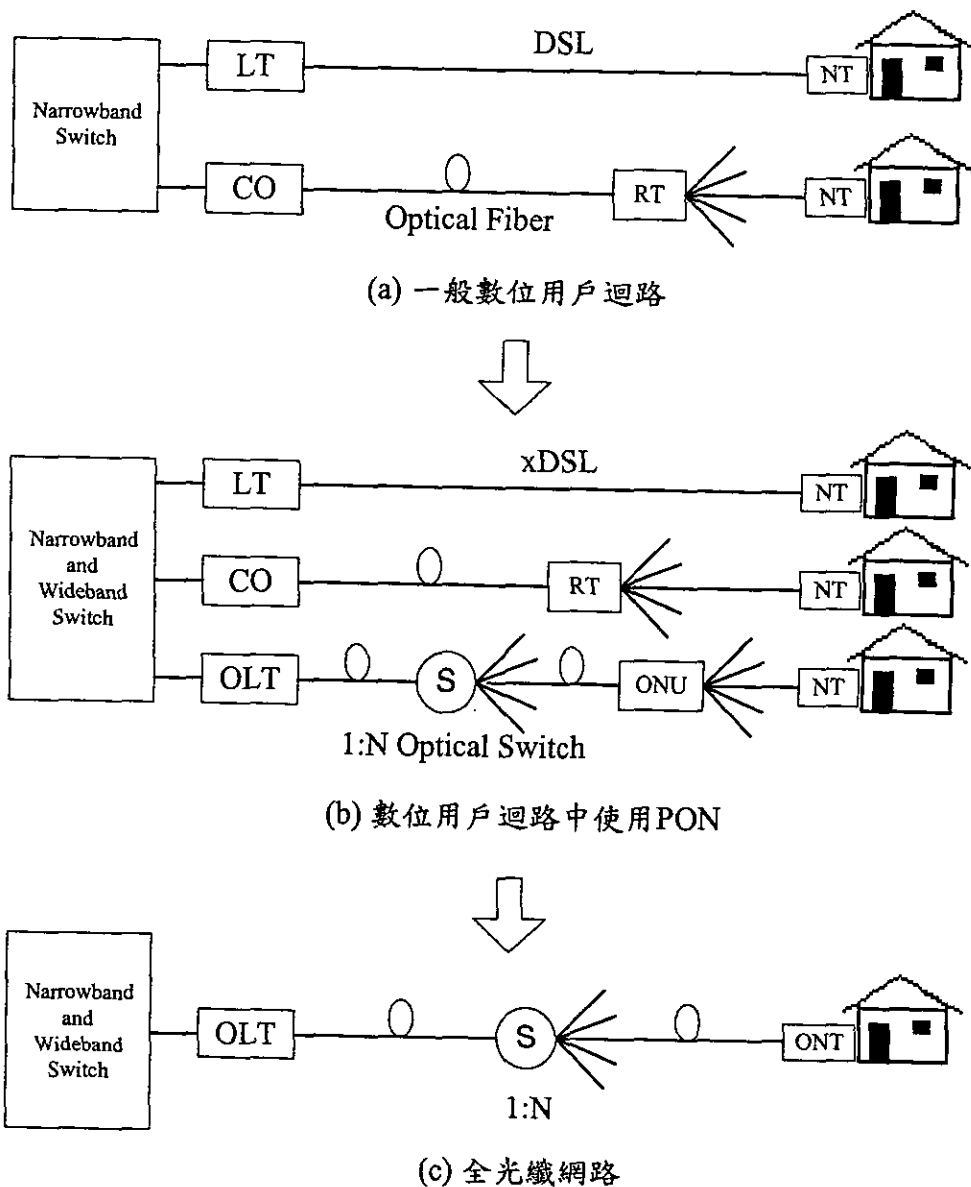 DSL
LT
NT
Narrowband
Switch
CO
RT
NT
Optical Fiber
(a) 一般數位用戶迴路
xDSL
LT
NT
Narrowband
and
Wideband
Switch
CO
RT
NT
OLT
S
ONU
NT
1:N Optical Switch
(b) 數位用戶迴路中使用PON
Narrowband
and
Wideband
Switch
OLT
S
ONT
1:N
(c) 全光纖網路